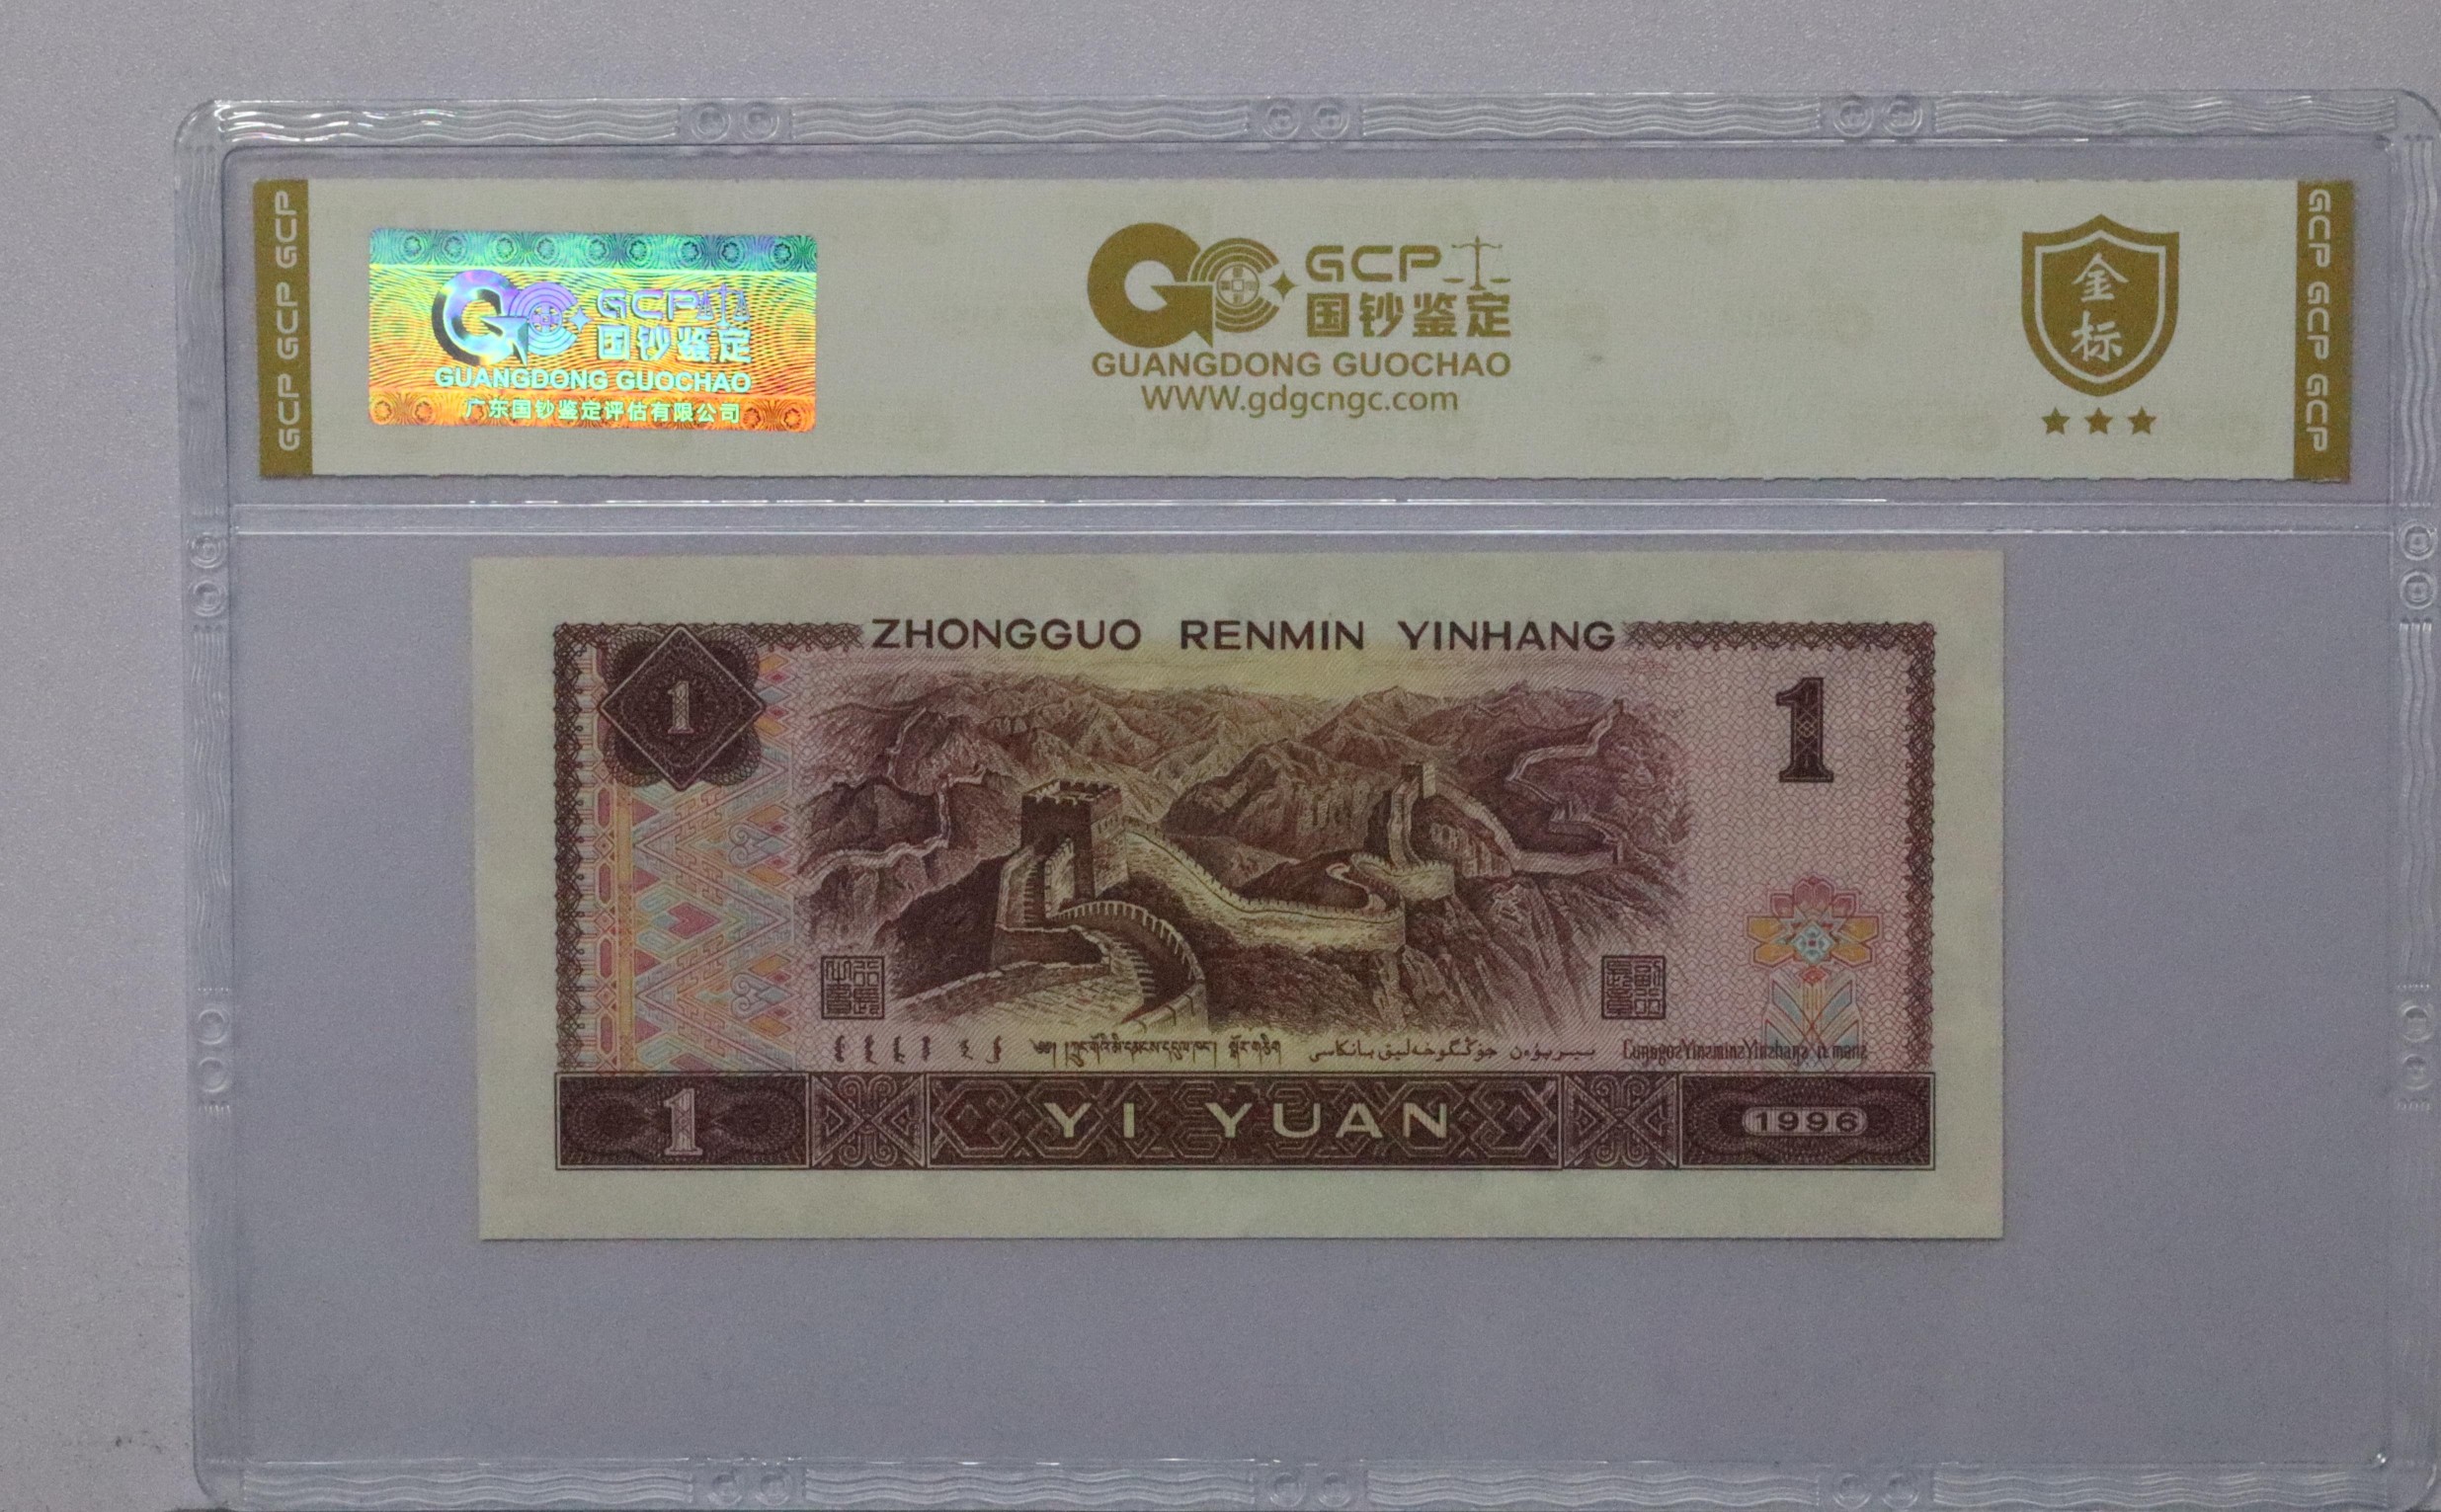 GCP GCP GCP
GCP
国钞鉴定
GUANGDONG GUOCHAO
广东国钞鉴定评估有限公司
GCP
国钞鉴定
GUANGDONG GUOCHAO
WWW.gdgcngc.com
金
标
GCP GCP GCP
ZHONGGUO RENMIN YINHANG
1
1
1
YI YUAN
1996